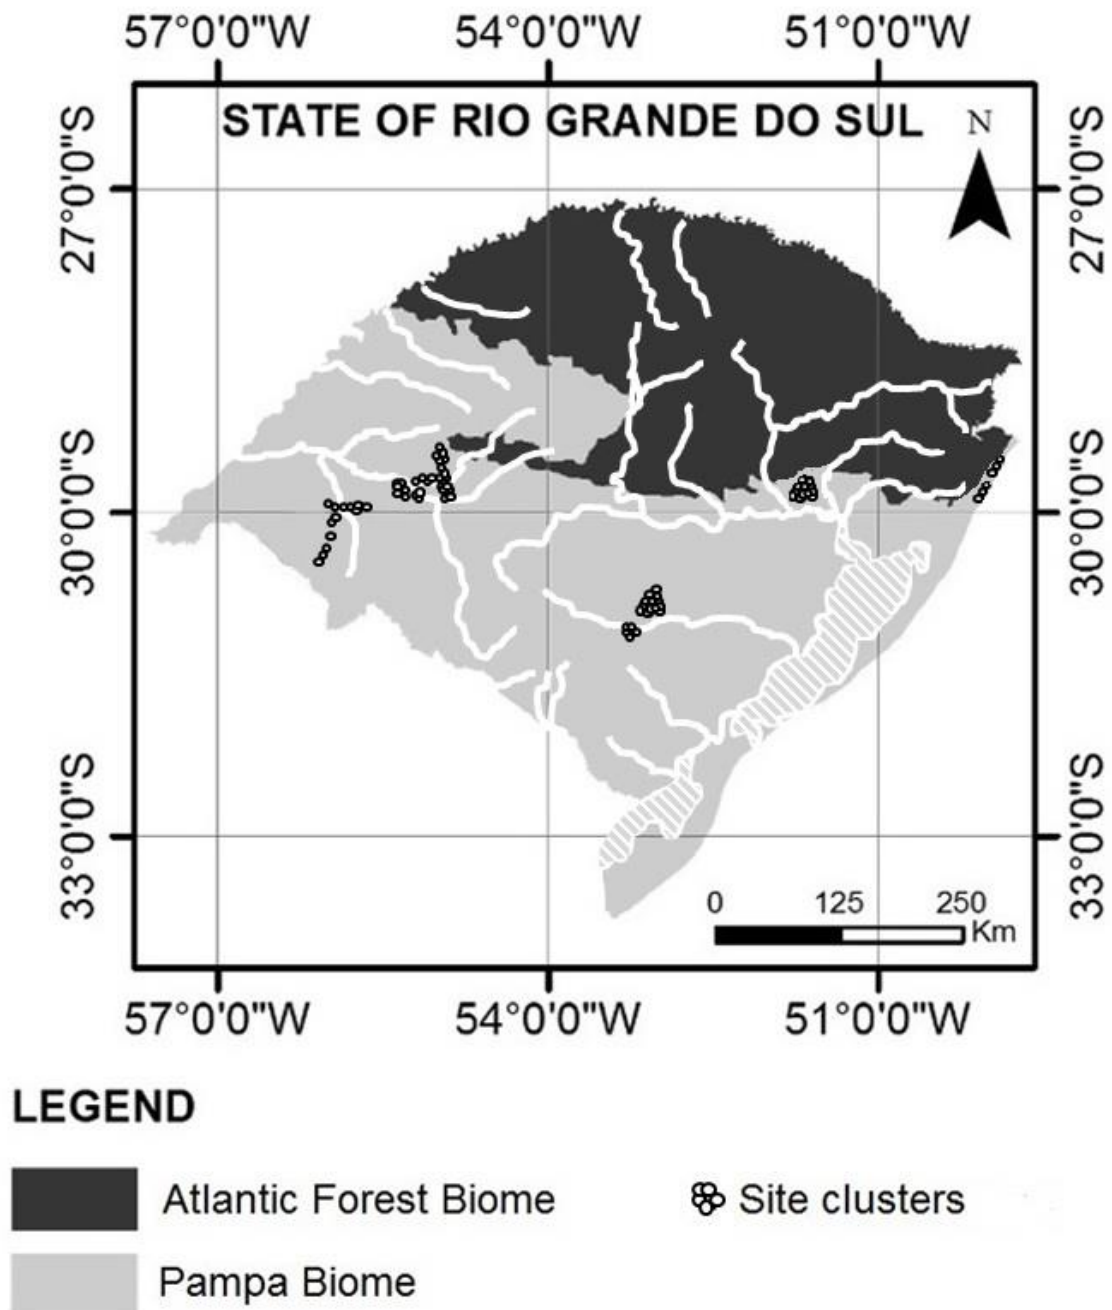 57°0'0"W 54°0'0"W 51°0'0"W
STATE OF RIO GRANDE DO SUL
N
27°0'0"S 27°0'0"S
30°0'0"S 30°0'0"S
33°0'0"S 33°0'0"S
0 125 250
Km
57°0'0"W 54°0'0"W 51°0'0"W
LEGEND
Atlantic Forest Biome Site clusters
Pampa Biome